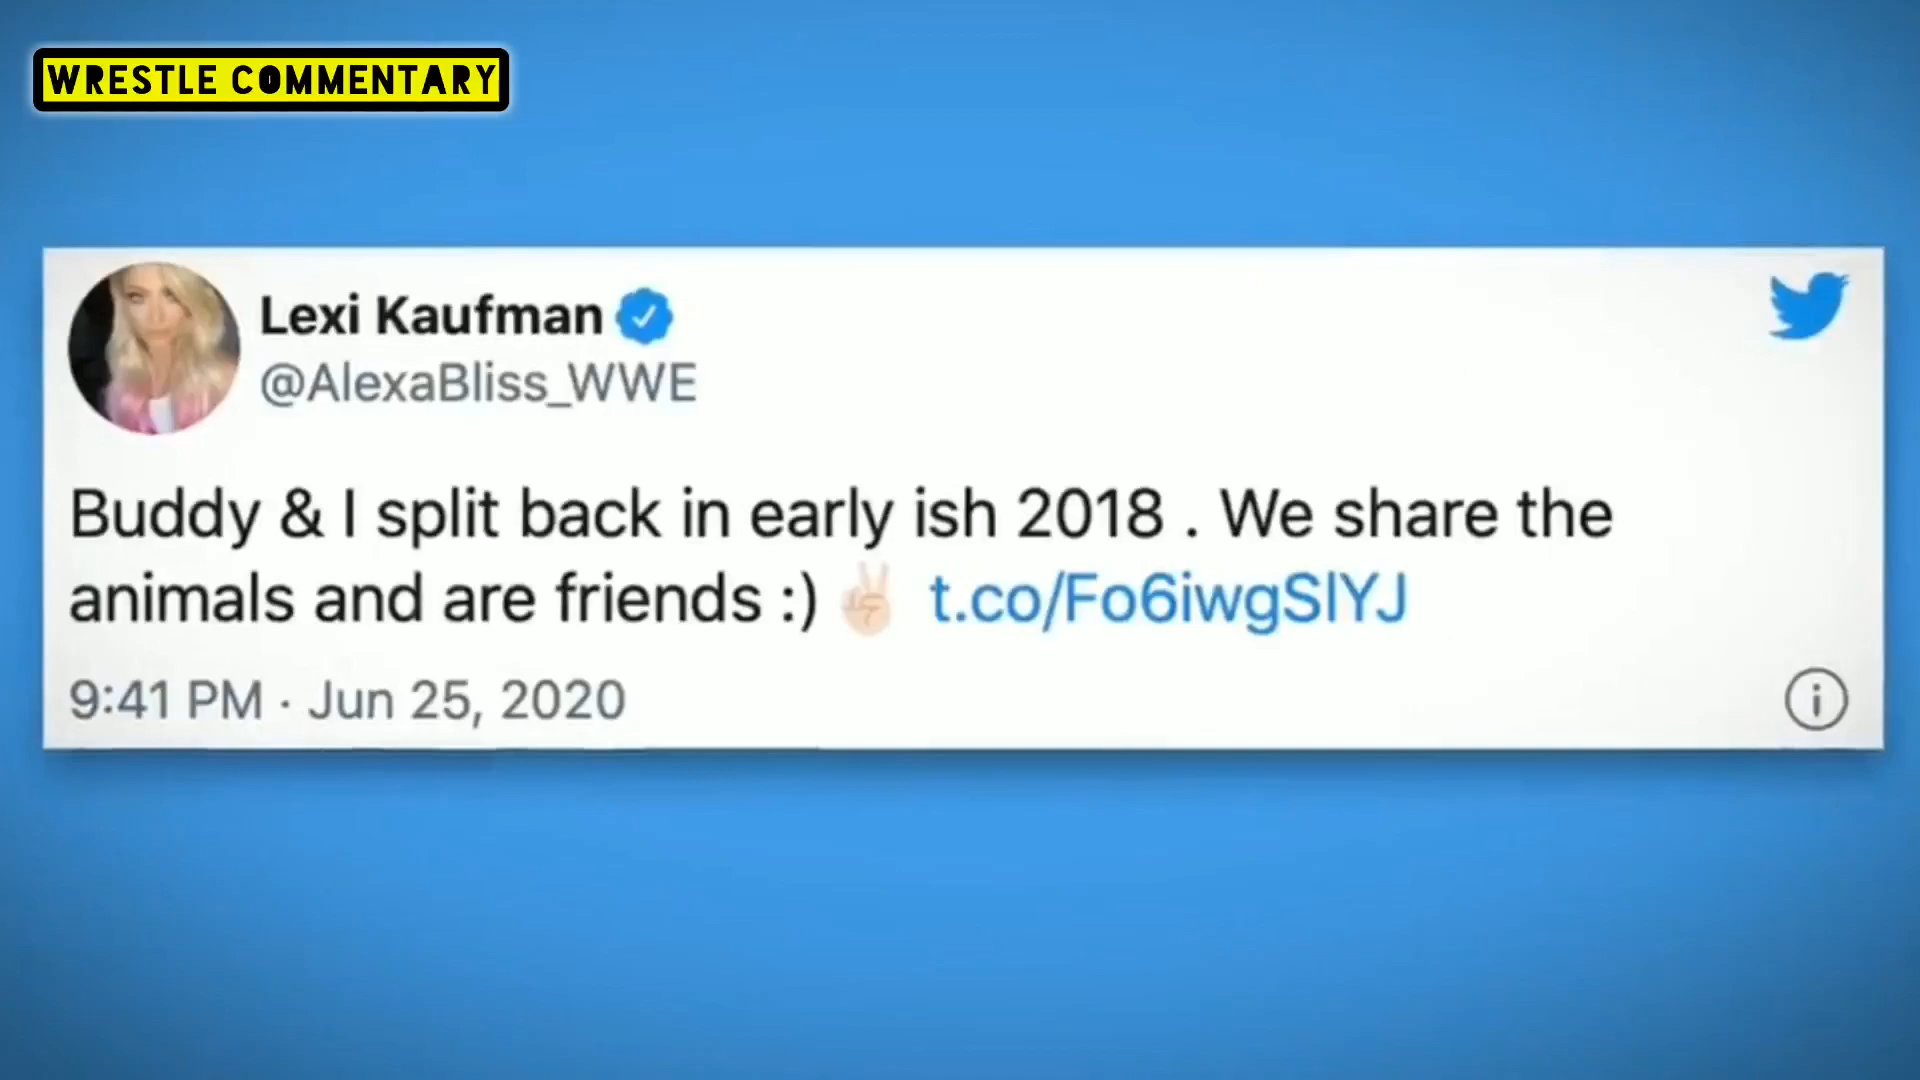 WRESTLE COMMENTARY
Lexi Kaufman
@AlexaBliss_WWE
Buddy & I split back in early ish 2018 . We share the
animals and are friends :) ✌🏻 t.co/Fo6iwgSlYJ
9:41 PM · Jun 25, 2020